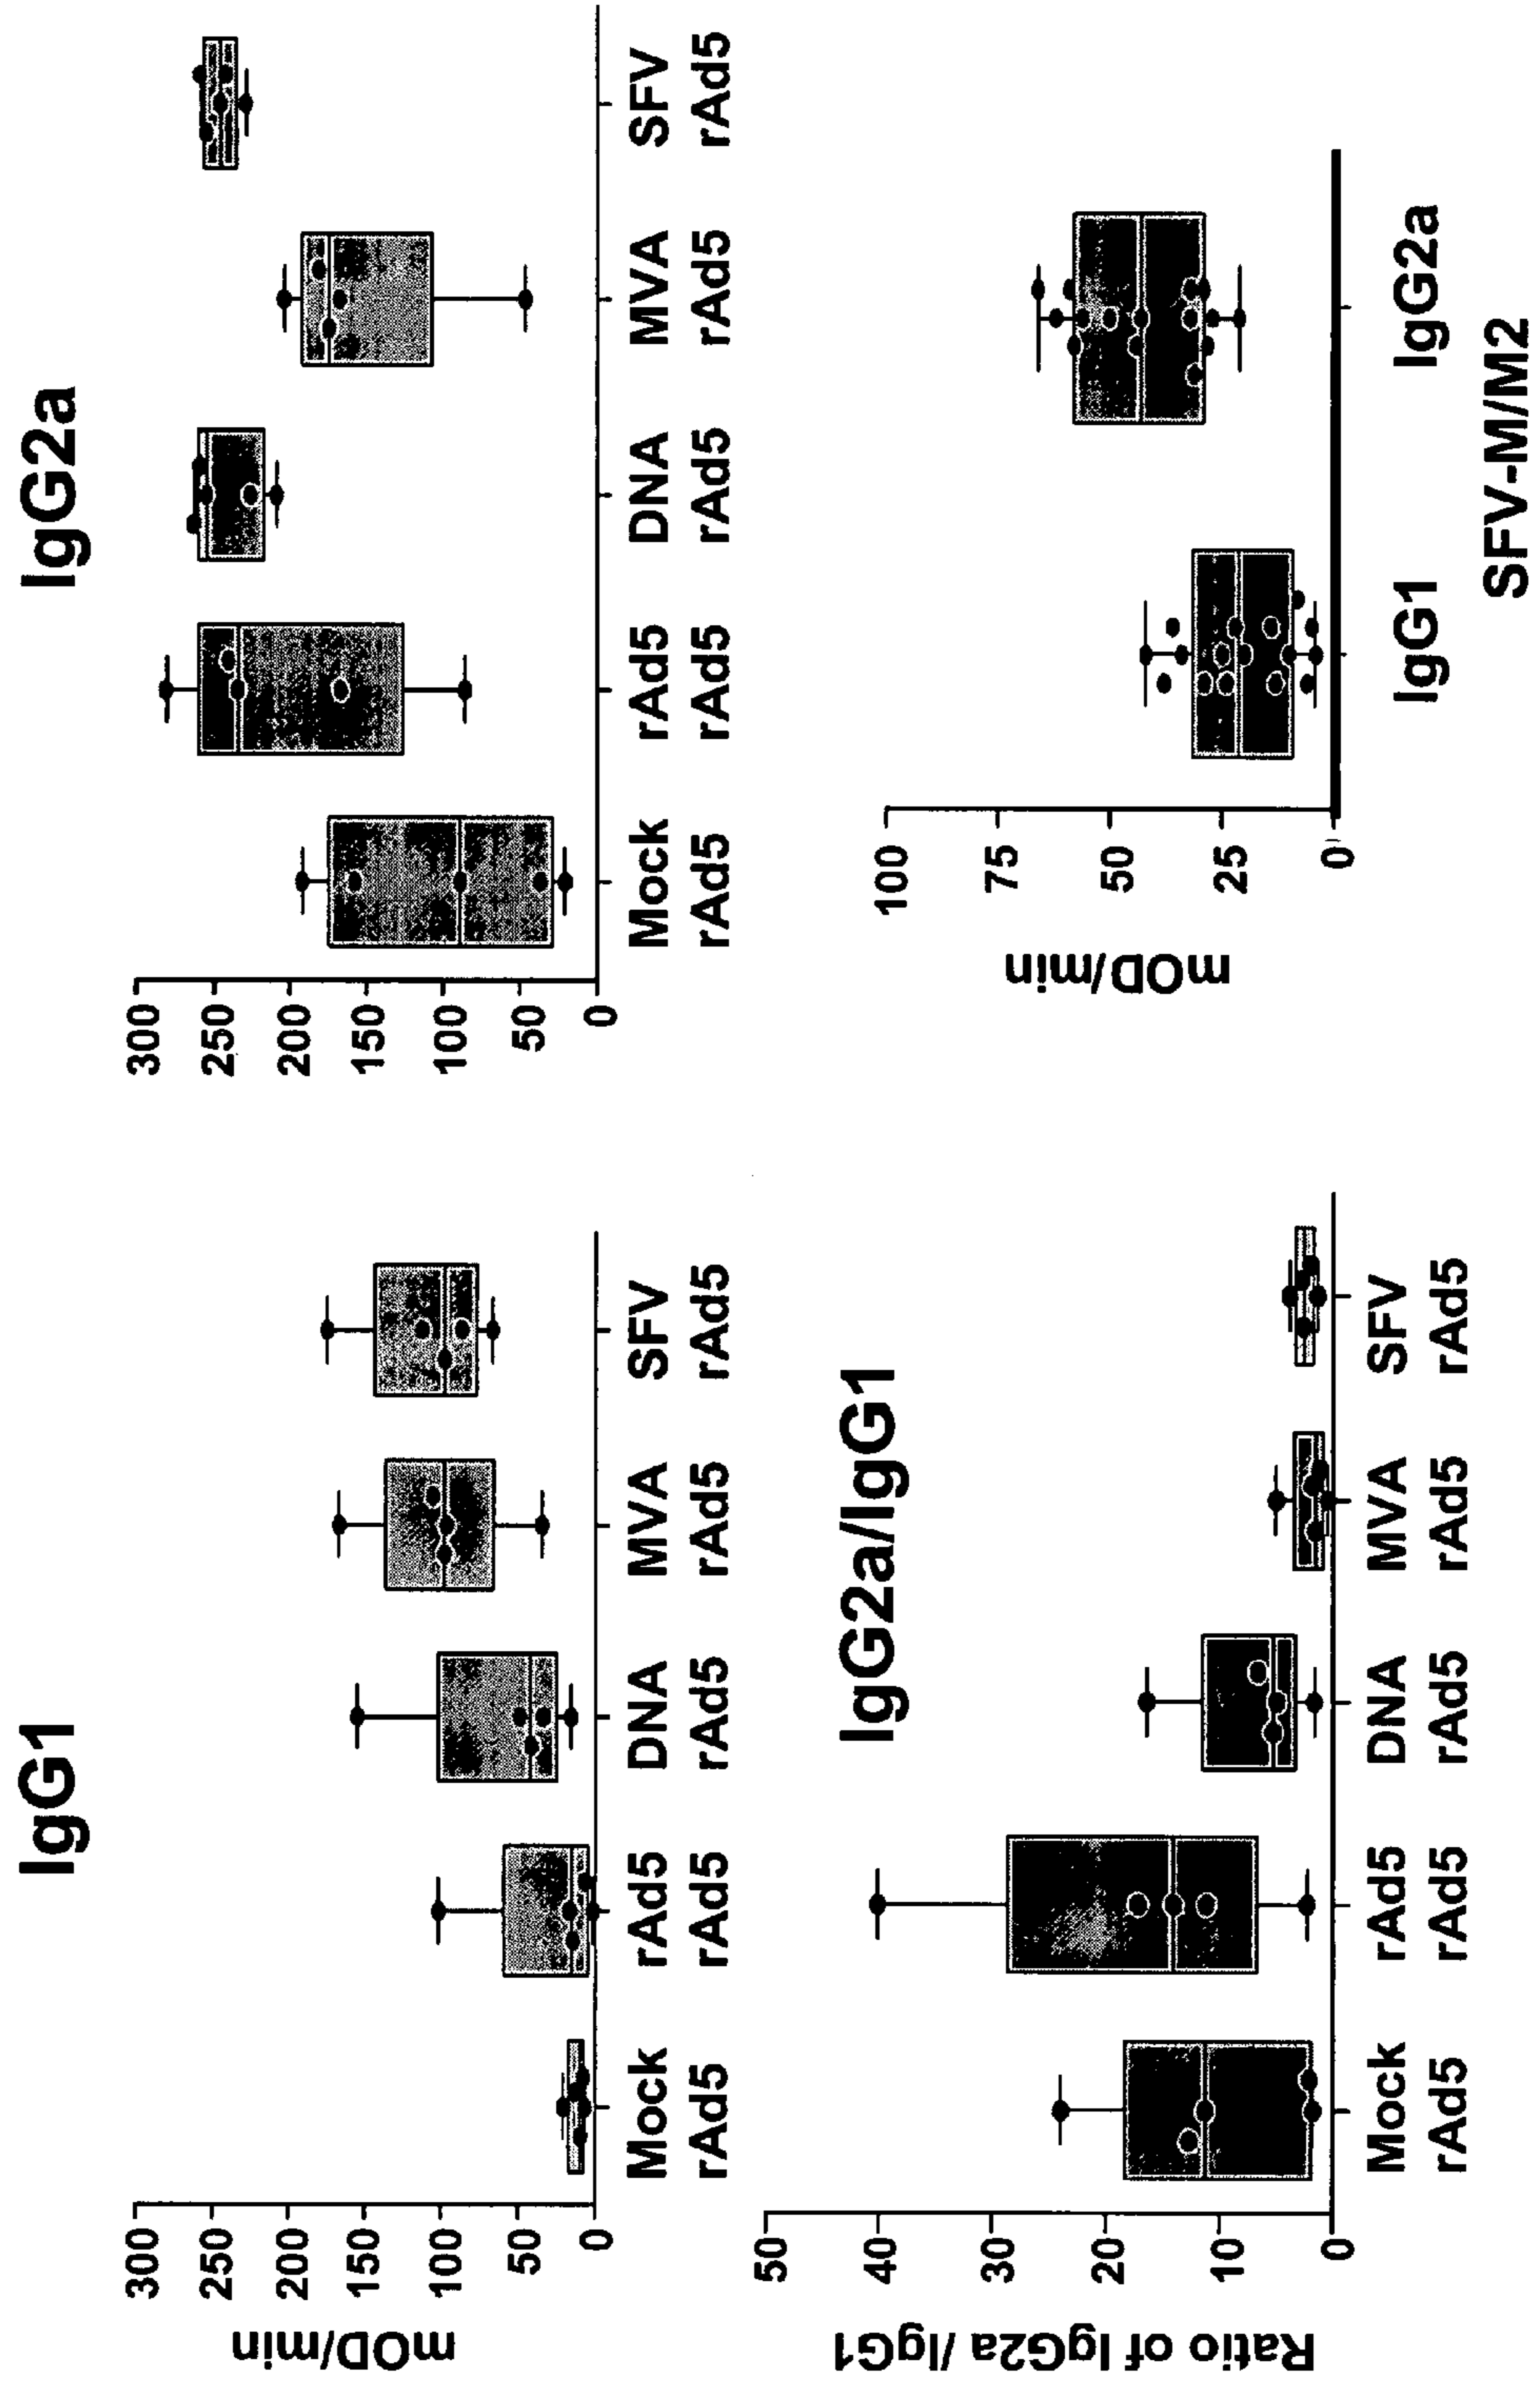 IgG1
mOD/min
300
250
200
150
100
50
0
Mock rAd5 DNA MVA SFV
rAd5 rAd5 rAd5 rAd5 rAd5
IgG2a
300
250
200
150
100
50
0
Mock rAd5 DNA MVA SFV
rAd5 rAd5 rAd5 rAd5 rAd5
IgG2a/IgG1
Ratio of IgG2a /IgG1
50
40
30
20
10
0
Mock rAd5 DNA MVA SFV
rAd5 rAd5 rAd5 rAd5 rAd5
mOD/min
100
75
50
25
0
IgG1 IgG2a
SFV-M/M2